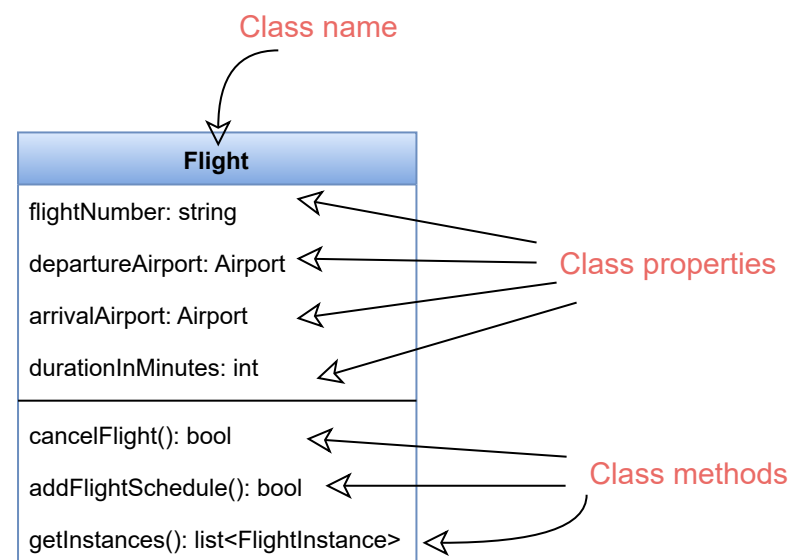 Class name
Flight
flightNumber: string
departureAirport: Airport
Class properties
arrivalAirport: Airport
durationInMinutes: int
cancelFlight(): bool
Class methods
addFlightSchedule(): bool
getInstances(): list<FlightInstance>